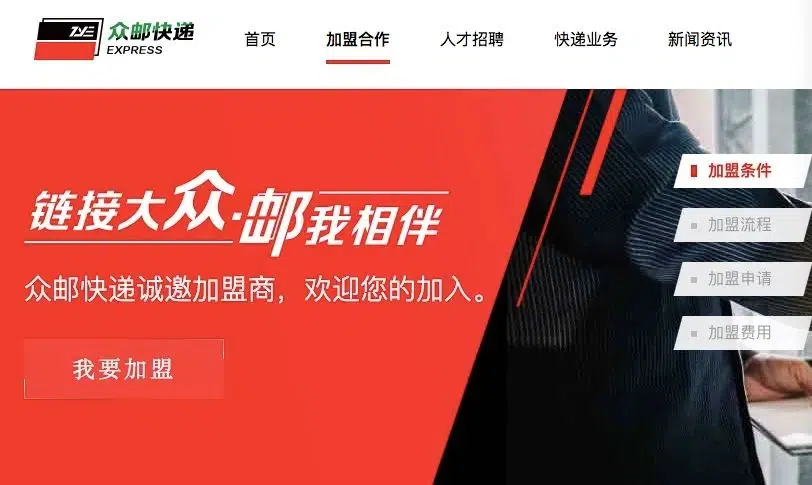 ZYE
众邮快递
EXPRESS
首页
加盟合作
人才招聘
快递业务
新闻资讯
链接大众·邮我相伴
众邮快递诚邀加盟商，欢迎您的加入。
我要加盟
加盟条件
加盟流程
加盟申请
加盟费用